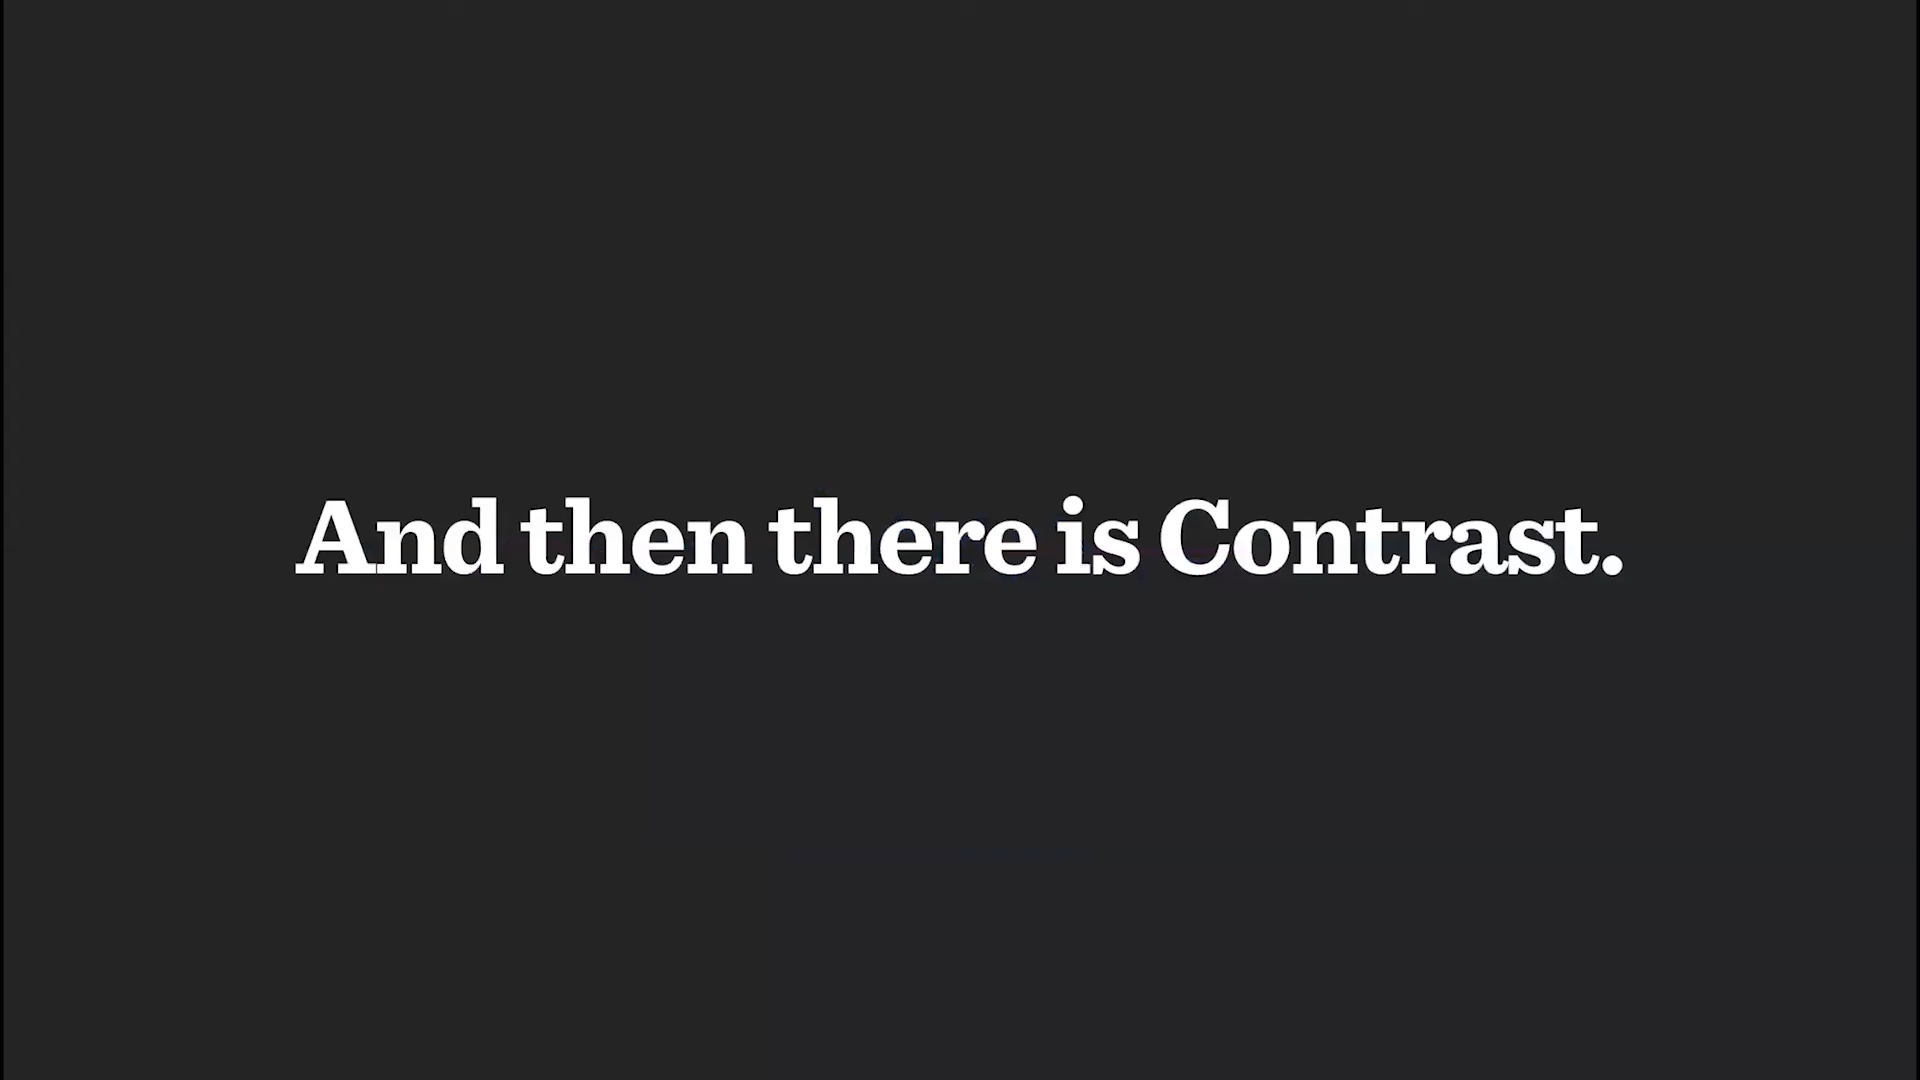 And then there is Contrast.